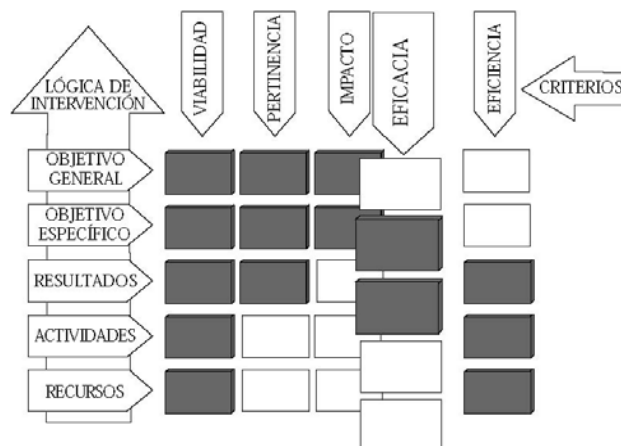 VIABILIDAD
PERTINENCIA
IMPACTO
EFICACIA
EFICIENCIA
CRITERIOS
LÓGICA DE
INTERVENCIÓN
OBJETIVO
GENERAL
OBJETIVO
ESPECÍFICO
RESULTADOS
ACTIVIDADES
RECURSOS